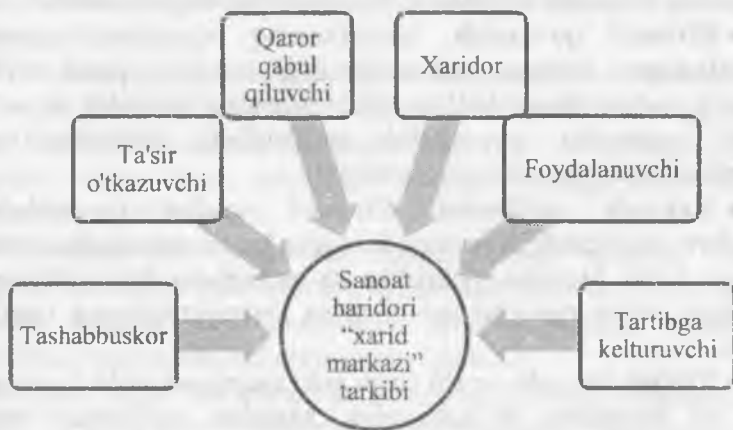 Qaror
qabul
qiluvchi
Xaridor
Ta'sir
o'tkazuvchi
Foydalanuvchi
Tashabbuskor
Sanoat
haridori
“xarid
markazi”
tarkibi
Tartibga
kelturuvchi